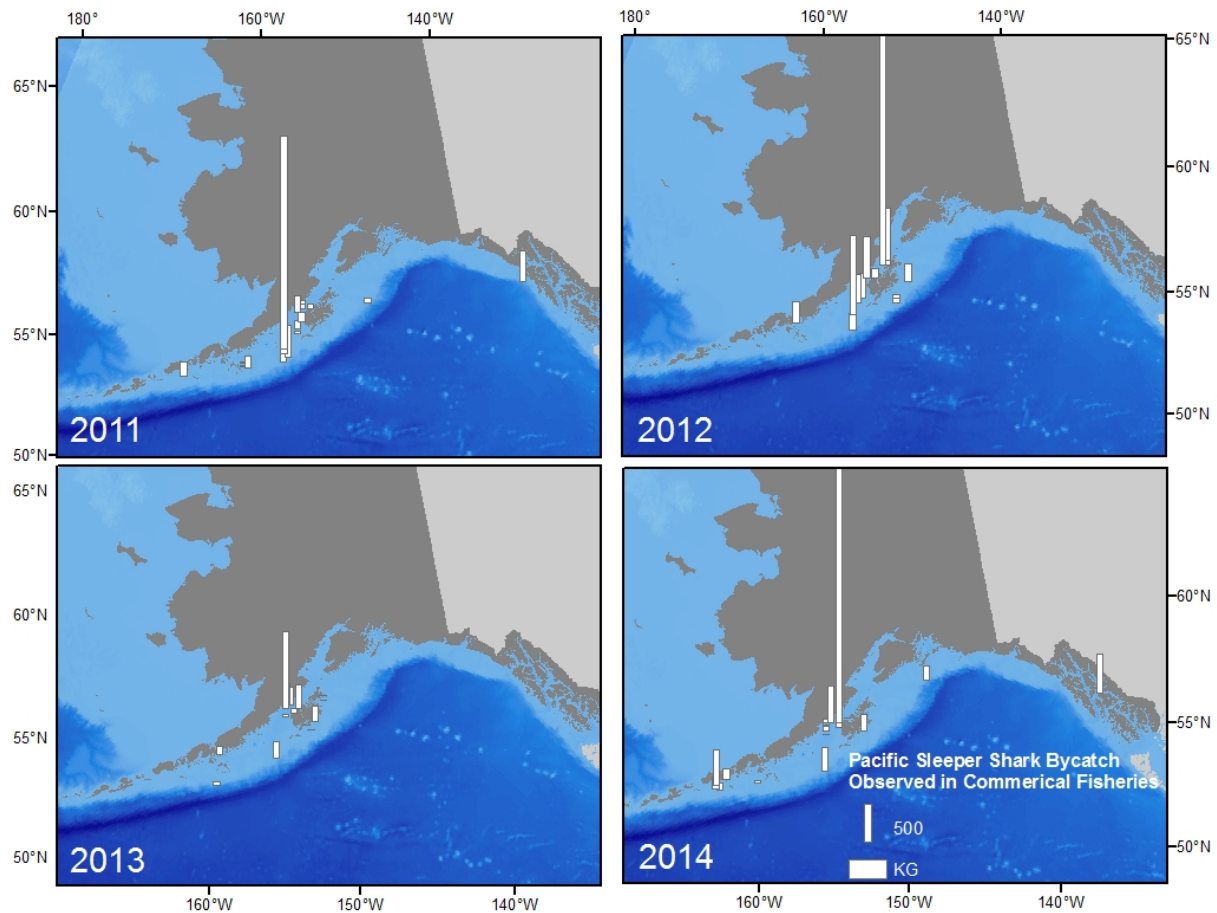 180° 160°W 140°W 180° 160°W 140°W
65°N
60°N
55°N
50°N
2011
65°N
60°N
55°N
50°N
2012
65°N
60°N
55°N
50°N
2013
160°W 150°W 140°W
60°N
55°N
50°N
Pacific Sleeper Shark Bycatch
Observed in Commerical Fisheries
500
KG
2014
160°W 150°W 140°W